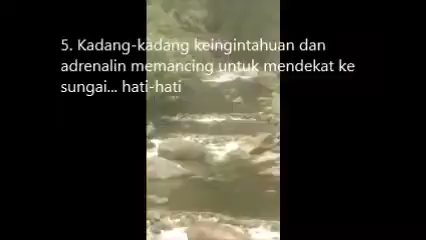 5. Kadang-kadang keingintahuan dan
adrenalin memancing untuk mendekat ke
sungai... hati-hati